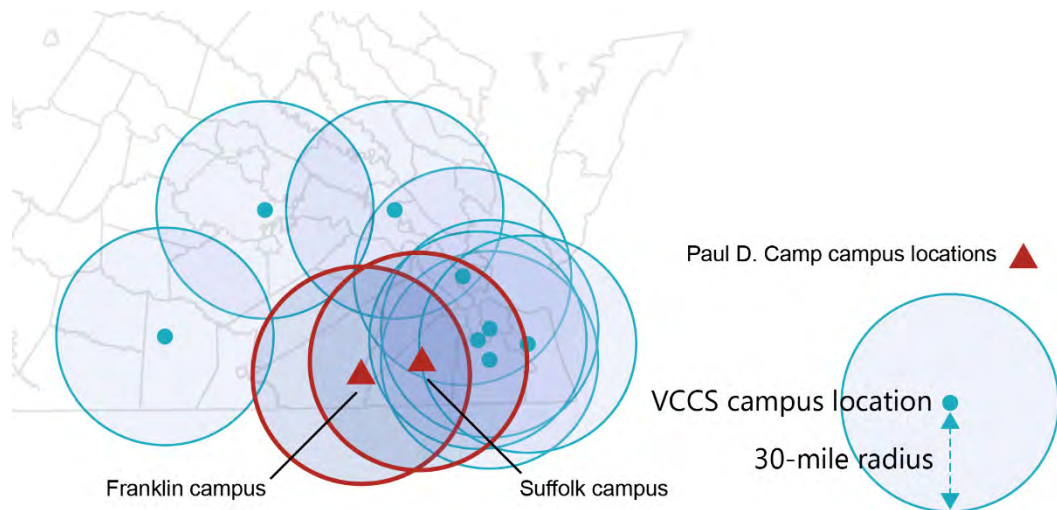 Paul D. Camp campus locations
VCCS campus location
30-mile radius
Franklin campus
Suffolk campus